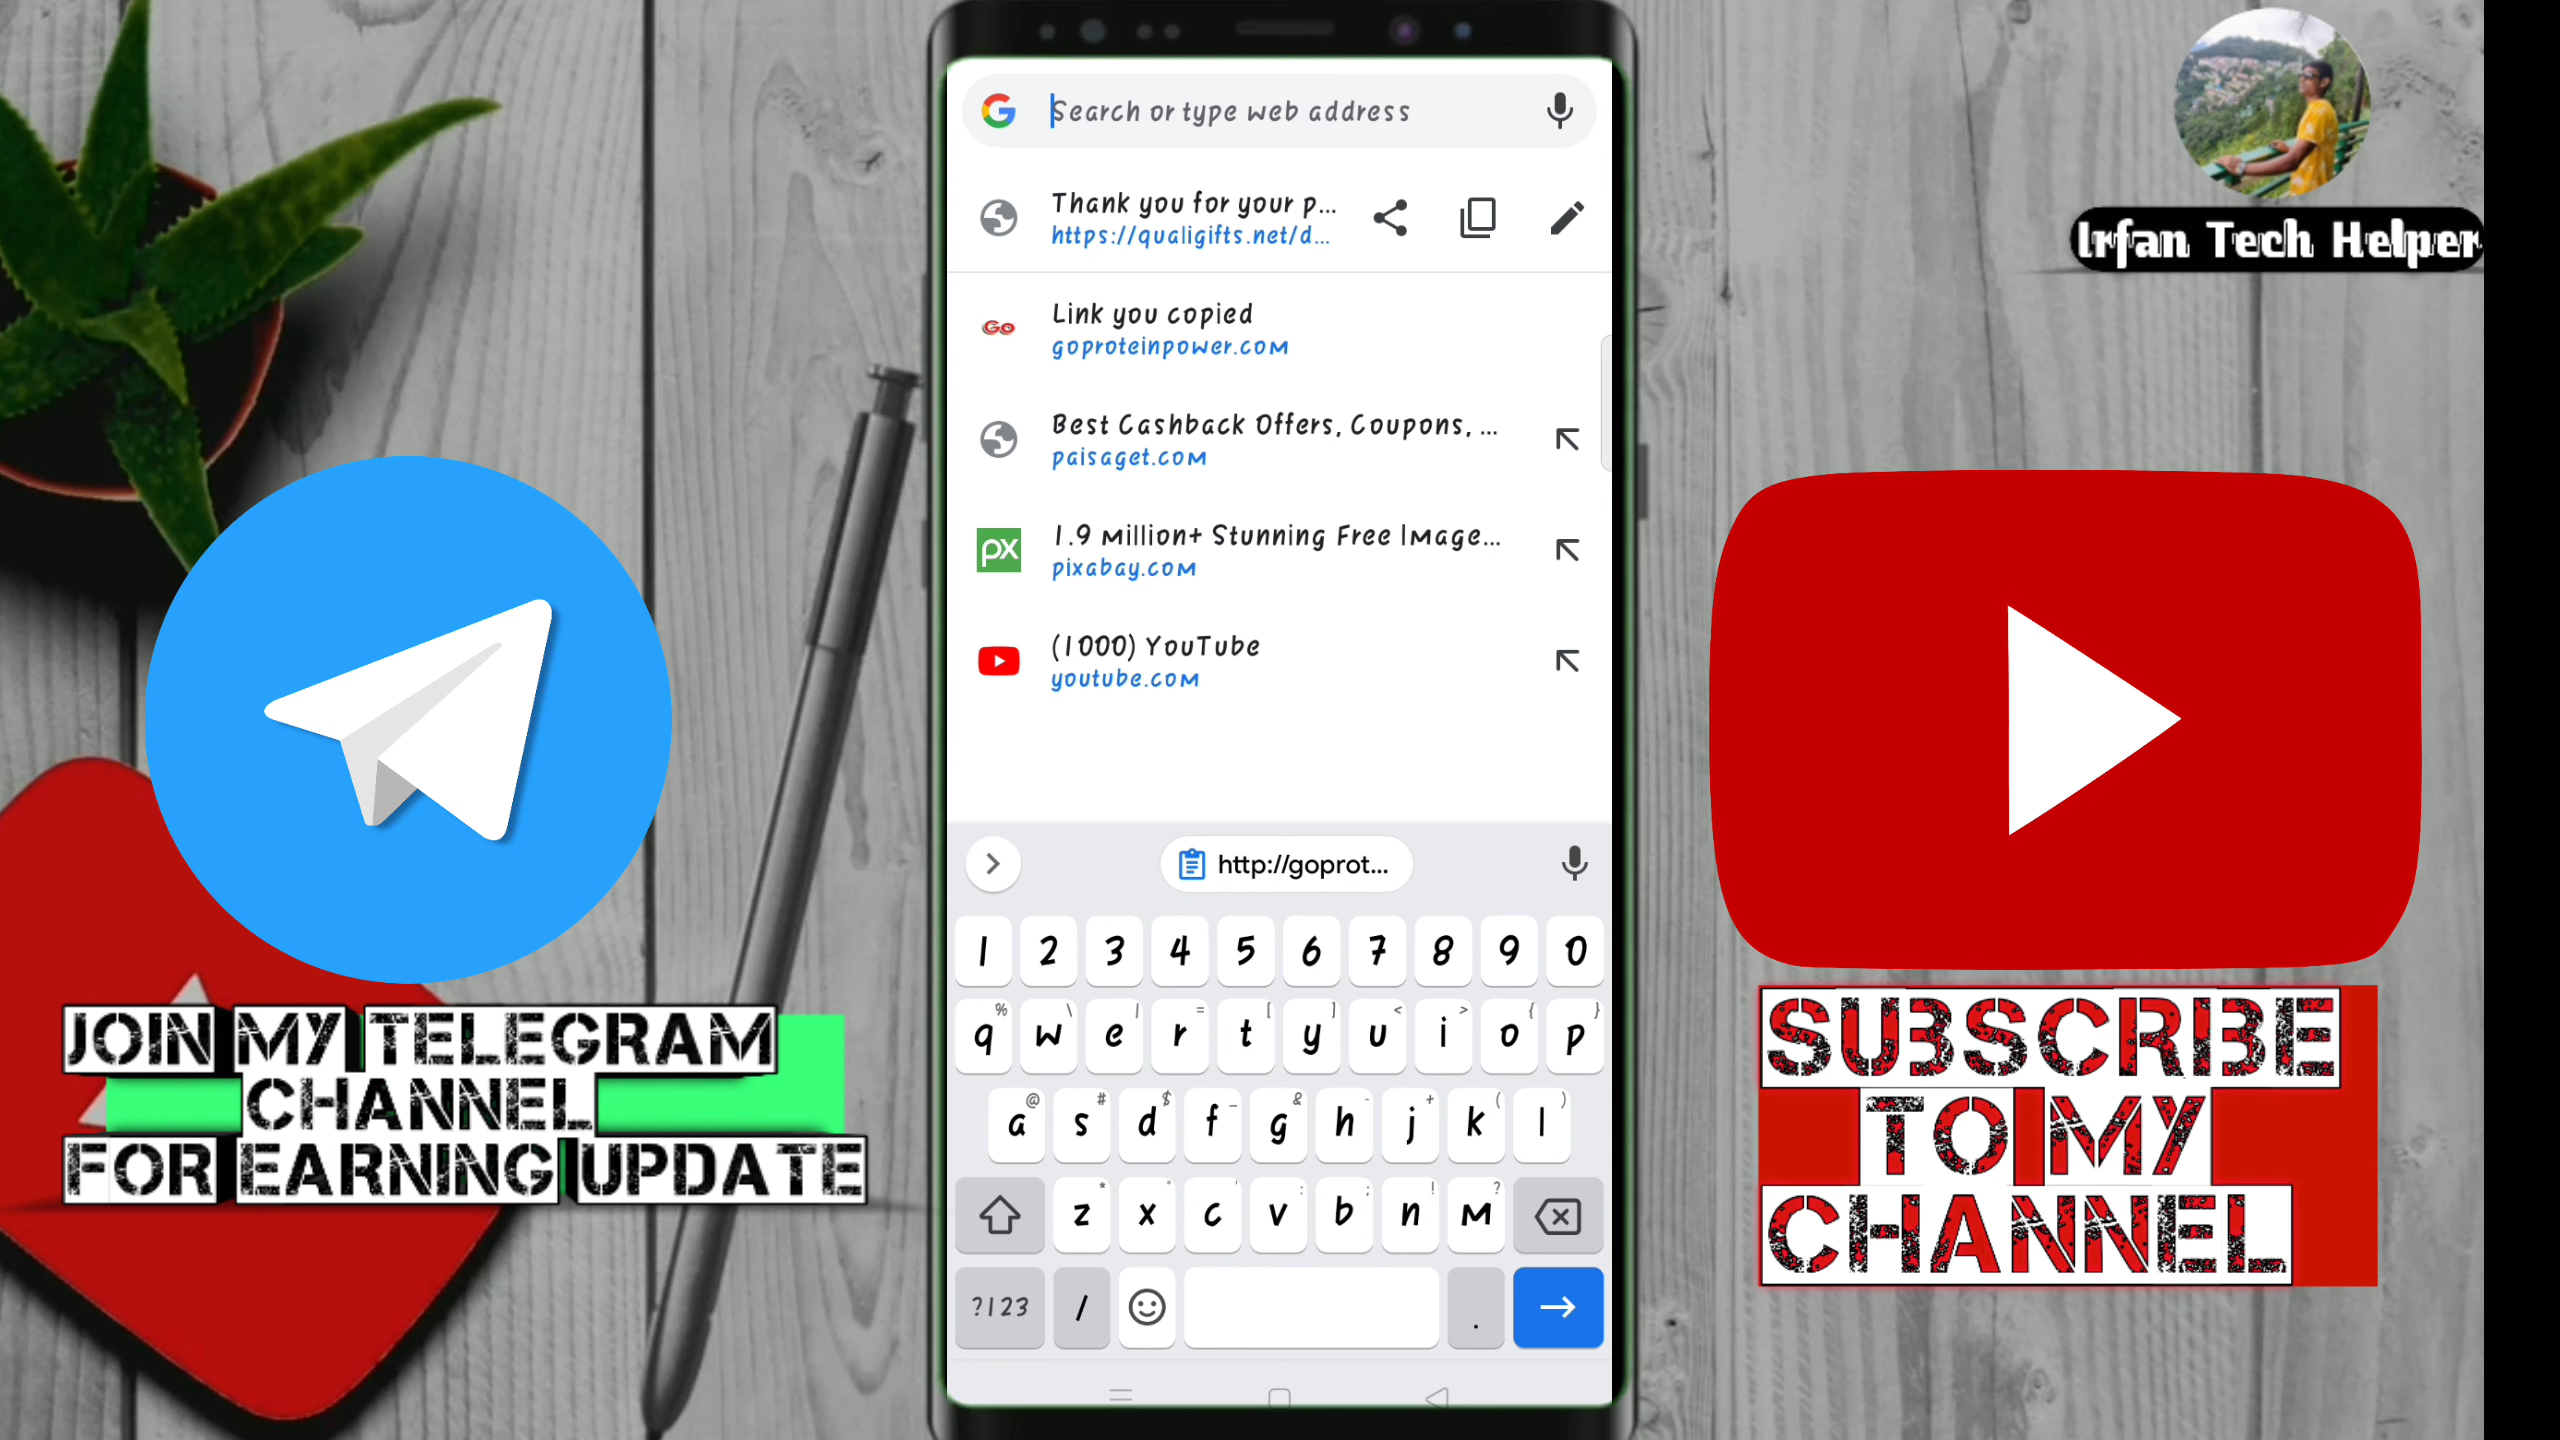 Search or type web address
Thank you for your p...
https://qualigifts.net/d...
Go
Link you copied
goproteinpower.com
Best Cashback Offers, Coupons, ...
paisaget.com
px
1.9 million+ Stunning Free Image...
pixabay.com
(1000) YouTube
youtube.com
http://goprot...
1 2 3 4 5 6 7 8 9 0
% \ | = [ ] < > { }
q w e r t y u i o p
@ # $ _ & - + ( )
a s d f g h j k l
* " ' : ; ! ?
z x c v b n m
?123 / .
Irfan Tech Helper
JOIN MY TELEGRAM
CHANNEL
FOR EARNING UPDATE
SUBSCRIBE
TO MY
CHANNEL